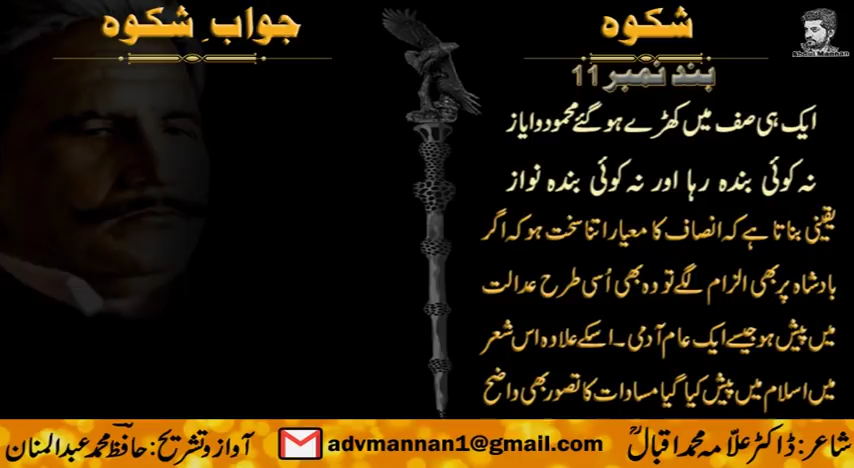 شکوہ
جوابِ شکوہ
Abdul Mannan
بند نمبر 11
ایک ہی صف میں کھڑے ہو گئے محمود و ایاز
نہ کوئی بندہ رہا اور نہ کوئی بندہ نواز
یقینی بناتا ہے کہ انصاف کا معیار اتنا سخت ہو کہ اگر
بادشاہ پر بھی الزام لگے تو وہ بھی اُسی طرح عدالت
میں پیش ہو جیسے ایک عام آدمی۔ اسکے علاوہ اس شعر
میں اسلام میں پیش کیا گیا مساوات کا تصور بھی واضح
شاعر: ڈاکٹر علامہ محمد اقبالؒ
advmannan1@gmail.com
آواز و تشریح: حافظ محمد عبدالمنان